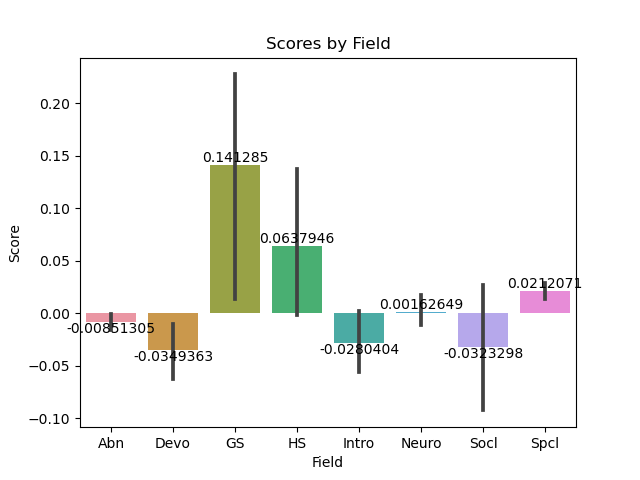 Scores by Field
Score
0.20
0.15
0.10
0.05
0.00
−0.05
−0.10
-0.00851305
-0.0349363
0.141285
0.0637946
-0.0280404
0.00162649
-0.0323298
0.0212071
Abn
Devo
GS
HS
Intro
Neuro
Socl
Spcl
Field